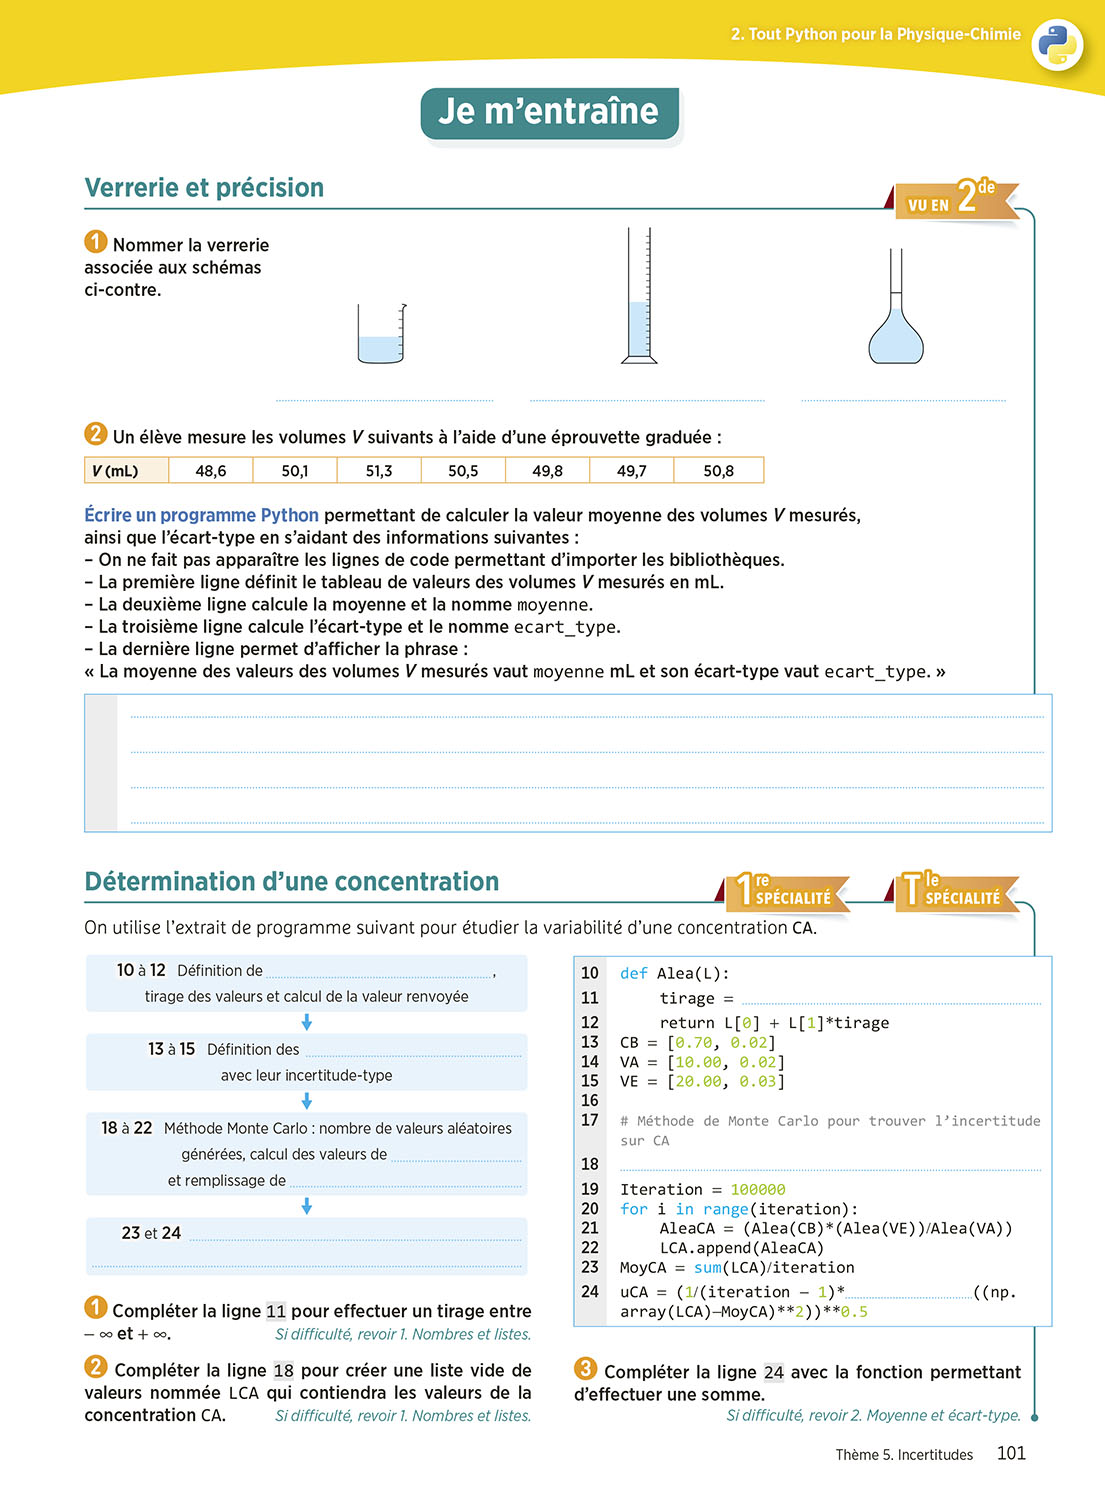 2. Tout Python pour la Physique-Chimie
Je m'entraîne
Verrerie et précision
VU EN 2de
1 Nommer la verrerie
associée aux schémas
ci-contre.
2 Un élève mesure les volumes V suivants à l'aide d'une éprouvette graduée :
V (mL) 48,6 50,1 51,3 50,5 49,8 49,7 50,8
Écrire un programme Python permettant de calculer la valeur moyenne des volumes V mesurés,
ainsi que l'écart-type en s'aidant des informations suivantes :
– On ne fait pas apparaître les lignes de code permettant d'importer les bibliothèques.
– La première ligne définit le tableau de valeurs des volumes V mesurés en mL.
– La deuxième ligne calcule la moyenne et la nomme moyenne.
– La troisième ligne calcule l'écart-type et le nomme ecart_type.
– La dernière ligne permet d'afficher la phrase :
« La moyenne des valeurs des volumes V mesurés vaut moyenne mL et son écart-type vaut ecart_type. »
Détermination d'une concentration
1re SPÉCIALITÉ
Tle SPÉCIALITÉ
On utilise l'extrait de programme suivant pour étudier la variabilité d'une concentration CA.
10 à 12 Définition de ,
tirage des valeurs et calcul de la valeur renvoyée
13 à 15 Définition des
avec leur incertitude-type
18 à 22 Méthode Monte Carlo : nombre de valeurs aléatoires
générées, calcul des valeurs de
et remplissage de
23 et 24
10 def Alea(L):
11 tirage =
12 return L[0] + L[1]*tirage
13 CB = [0.70, 0.02]
14 VA = [10.00, 0.02]
15 VE = [20.00, 0.03]
16
17 # Méthode de Monte Carlo pour trouver l'incertitude
sur CA
18
19 Iteration = 100000
20 for i in range(iteration):
21 AleaCA = (Alea(CB)*(Alea(VE))/Alea(VA))
22 LCA.append(AleaCA)
23 MoyCA = sum(LCA)/iteration
24 uCA = (1/(iteration – 1)* ((np.
array(LCA)–MoyCA)**2))**0.5
1 Compléter la ligne 11 pour effectuer un tirage entre
– ∞ et + ∞. Si difficulté, revoir 1. Nombres et listes.
2 Compléter la ligne 18 pour créer une liste vide de
valeurs nommée LCA qui contiendra les valeurs de la
concentration CA. Si difficulté, revoir 1. Nombres et listes.
3 Compléter la ligne 24 avec la fonction permettant
d'effectuer une somme.
Si difficulté, revoir 2. Moyenne et écart-type.
Thème 5. Incertitudes 101